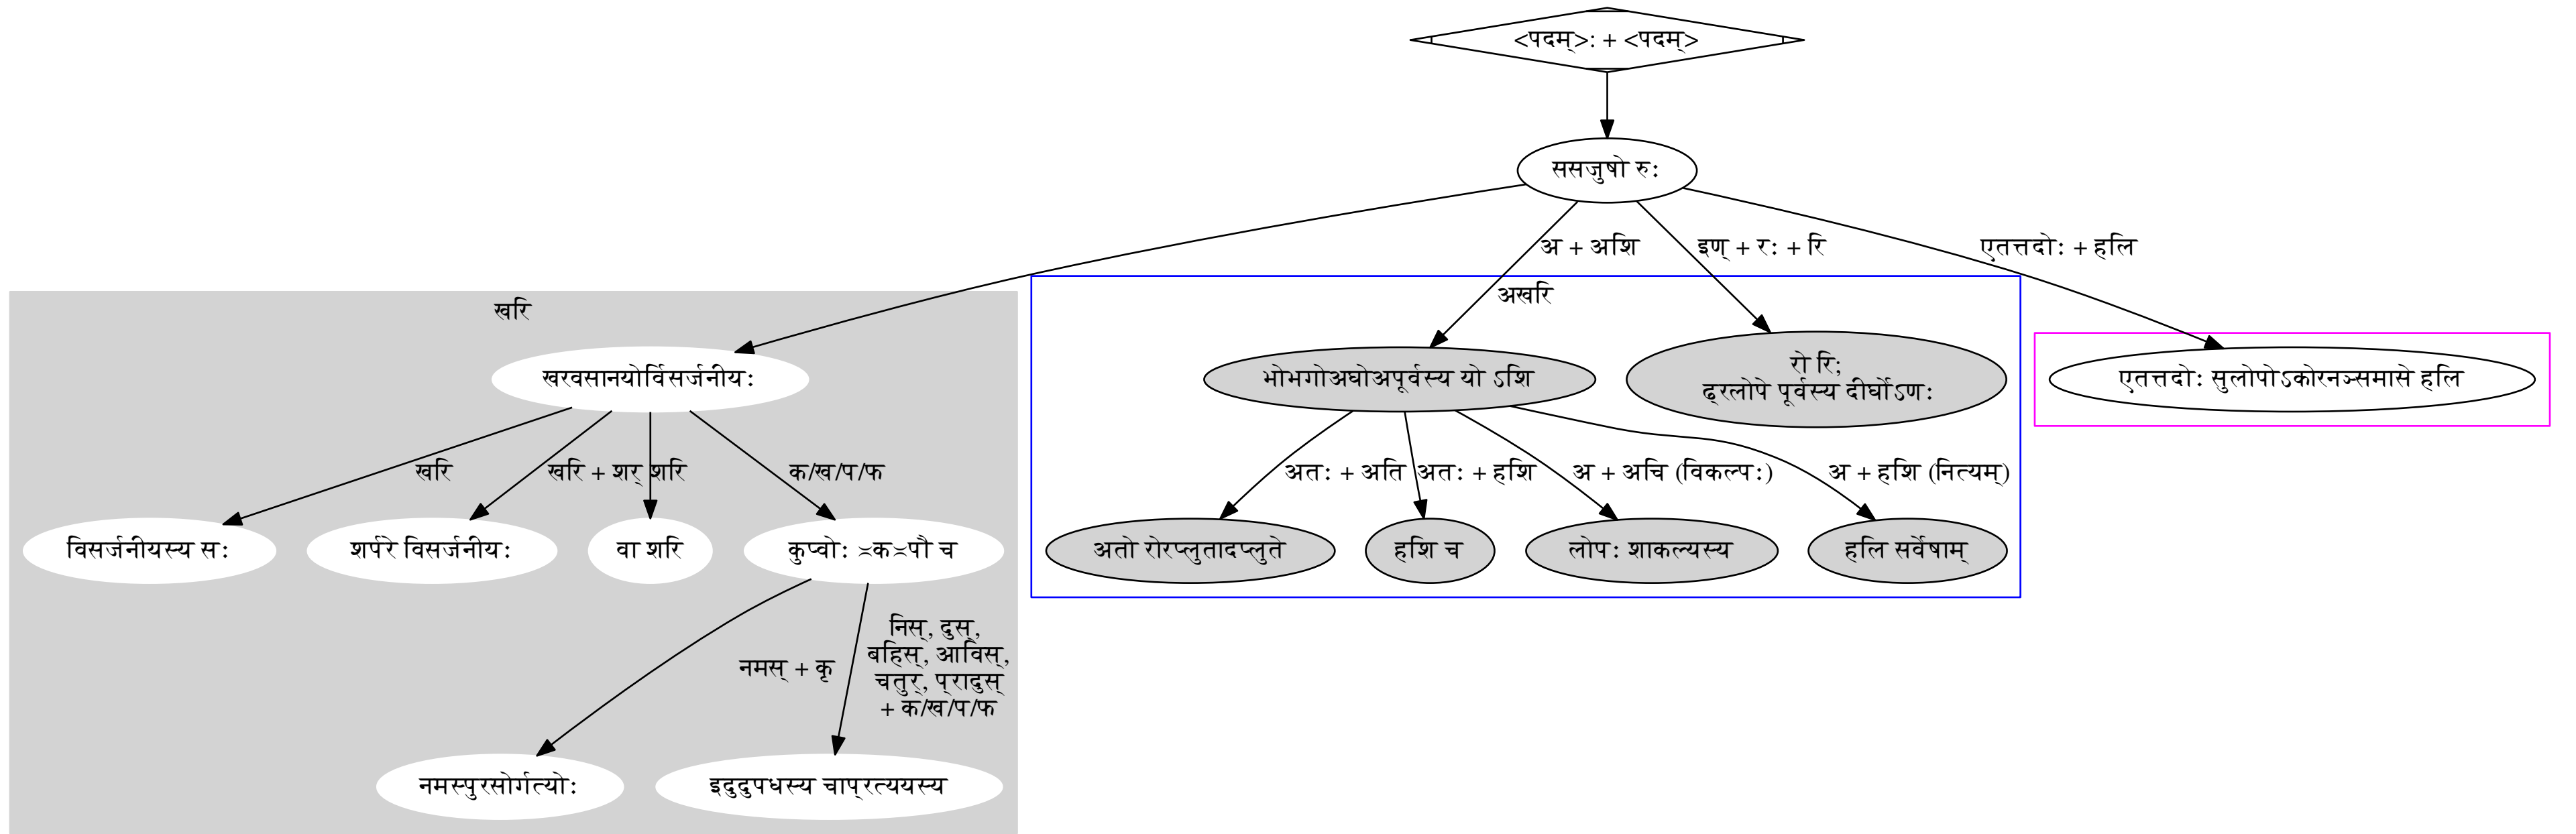 <पदम्>: + <पदम्>
ससजुषो रुः
अ + अशि
इण् + रः + रि
एतत्तदोः + हलि
खरि
अखरि
खरवसानयोर्विसर्जनीयः
भोभगोअघोअपूर्वस्य यो ऽशि
रो रि;
ढ्रलोपे पूर्वस्य दीर्घोऽणः
एतत्तदोः सुलोपोऽकोरनञ्समासे हलि
खरि
खरि + शर्
शरि
क/ख/प/फ
अतः + अति
अतः + हशि
अ + अचि (विकल्पः)
अ + हशि (नित्यम्)
विसर्जनीयस्य सः
शर्परे विसर्जनीयः
वा शरि
कुप्वोः ≍क≍पौ च
अतो रोरप्लुतादप्लुते
हशि च
लोपः शाकल्यस्य
हलि सर्वेषाम्
नमस् + कृ
निस्, दुस्,
बहिस्, आविस्,
चतुर्, प्रादुस्
+ क/ख/प/फ
नमस्पुरसोर्गत्योः
इदुदुपधस्य चाप्रत्ययस्य